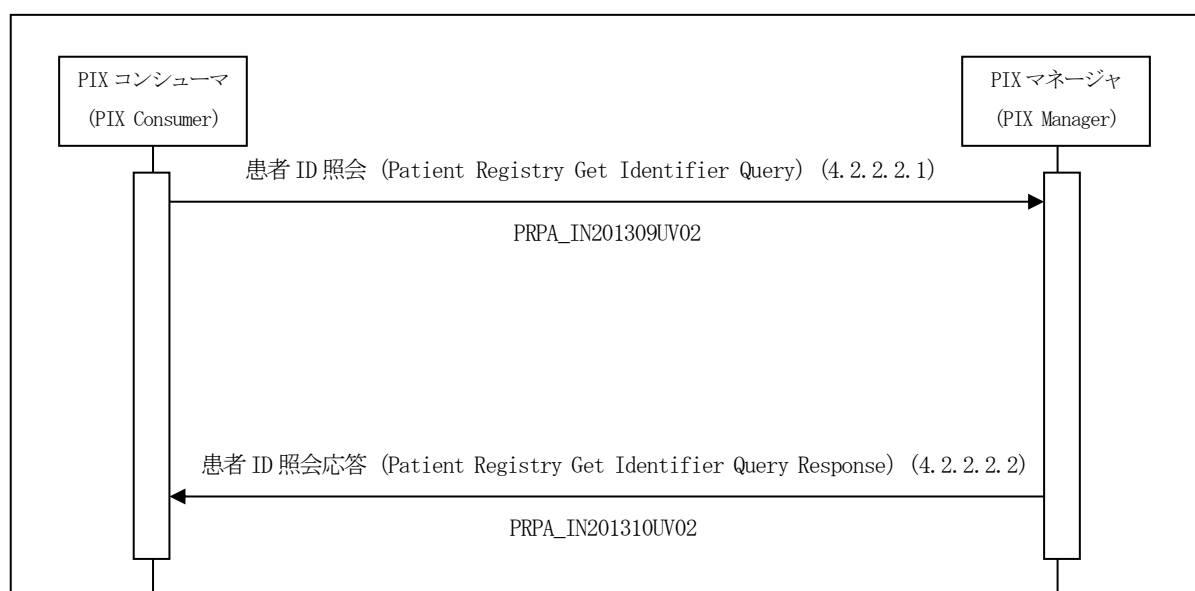 PIX コンシューマ
(PIX Consumer)
PIX マネージャ
(PIX Manager)
患者 ID 照会 (Patient Registry Get Identifier Query) (4.2.2.2.1)
PRPA_IN201309UV02
患者 ID 照会応答 (Patient Registry Get Identifier Query Response) (4.2.2.2.2)
PRPA_IN201310UV02